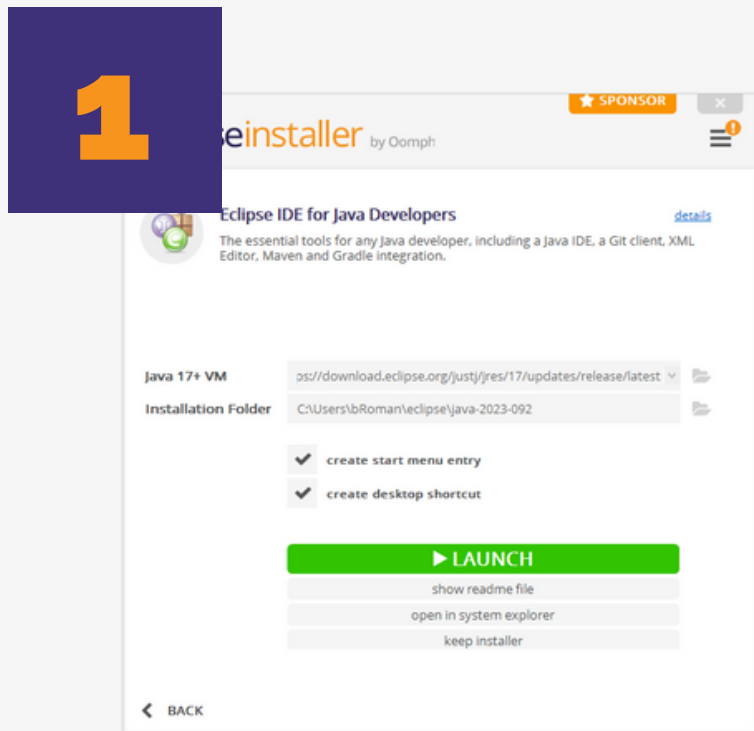 1
SPONSOR
einstaller by Oomph
Eclipse IDE for Java Developers
details
The essential tools for any Java developer, including a Java IDE, a Git client, XML
Editor, Maven and Gradle integration.
Java 17+ VM
ps://download.eclipse.org/justj/jres/17/updates/release/latest
Installation Folder
C:\Users\bRoman\eclipse\java-2023-092
create start menu entry
create desktop shortcut
LAUNCH
show readme file
open in system explorer
keep installer
BACK